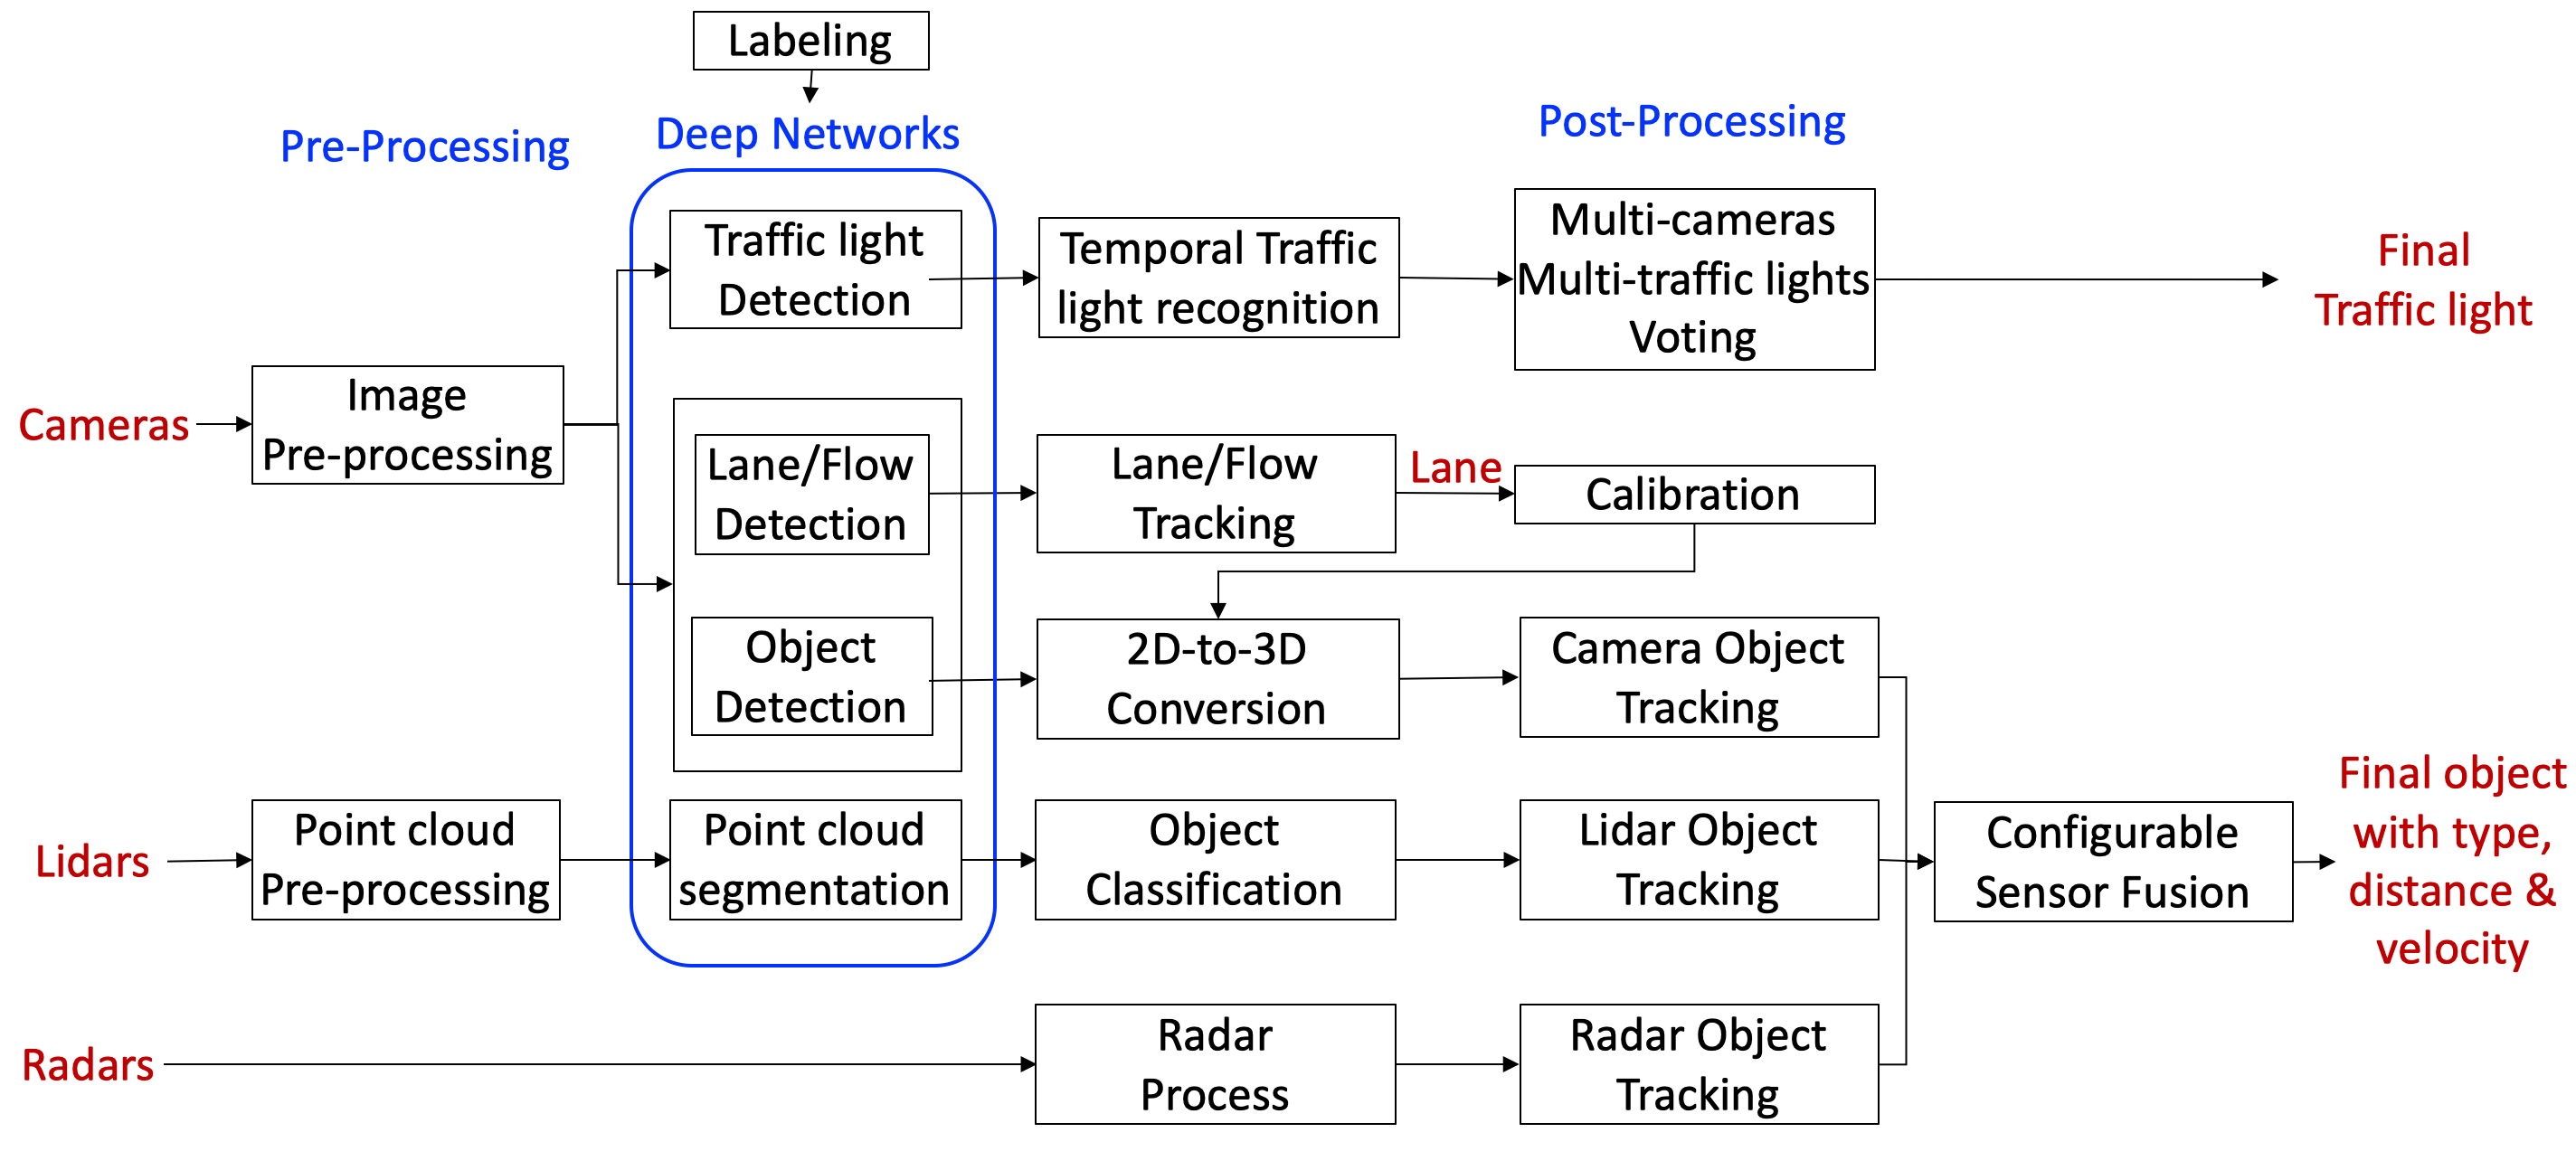 Labeling
Pre-Processing
Deep Networks
Post-Processing
Traffic light
Detection
Temporal Traffic
light recognition
Multi-cameras
Multi-traffic lights
Voting
Final
Traffic light
Cameras
Image
Pre-processing
Lane/Flow
Detection
Lane/Flow
Tracking
Lane
Calibration
Object
Detection
2D-to-3D
Conversion
Camera Object
Tracking
Lidars
Point cloud
Pre-processing
Point cloud
segmentation
Object
Classification
Lidar Object
Tracking
Configurable
Sensor Fusion
Final object
with type,
distance &
velocity
Radars
Radar
Process
Radar Object
Tracking